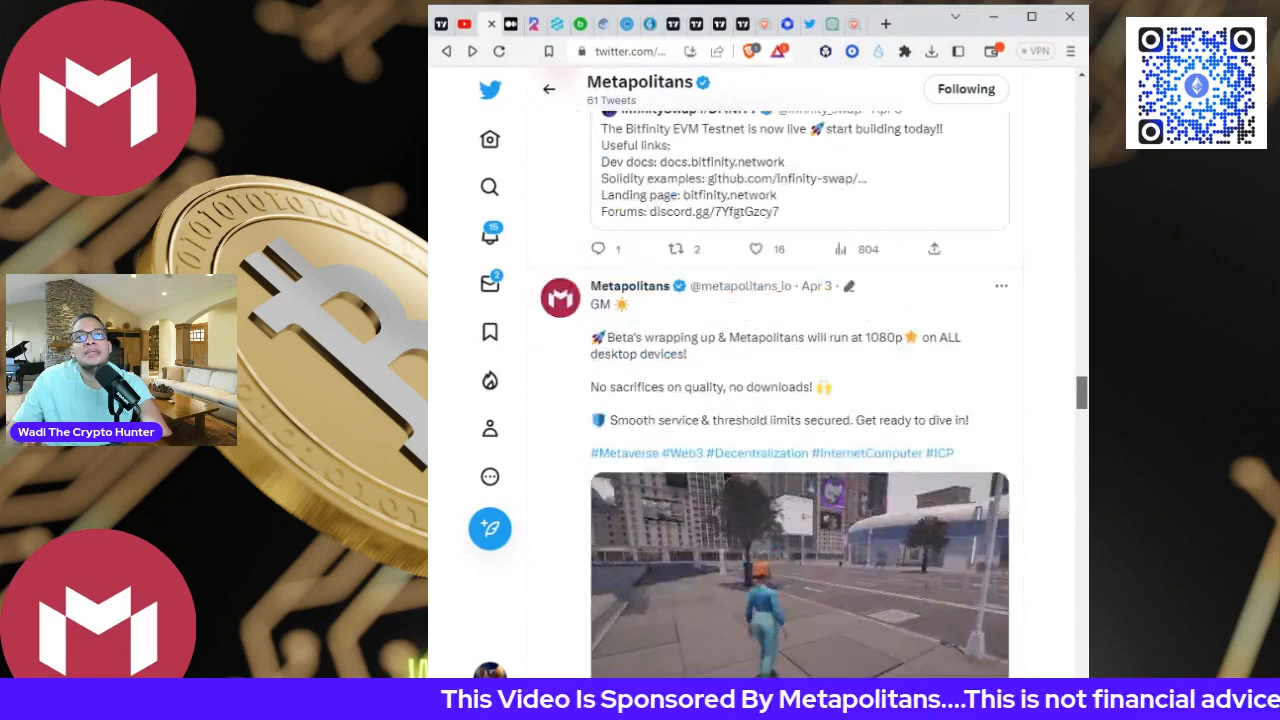 twitter.com/...
VPN
Metapolitans
61 Tweets
Following
The Bitfinity EVM Testnet is now live 🚀 start building today!!
Useful links:
Dev docs: docs.bitfinity.network
Solidity examples: github.com/infinity-swap/...
Landing page: bitfinity.network
Forums: discord.gg/7YfgtGzcy7
1 2 16 804
15
2
Metapolitans @metapolitans_io · Apr 3 ·
GM ☀️
🚀Beta's wrapping up & Metapolitans will run at 1080p🌟 on ALL
desktop devices!
No sacrifices on quality, no downloads! 🙌
🛡️ Smooth service & threshold limits secured. Get ready to dive in!
#Metaverse #Web3 #Decentralization #InternetComputer #ICP
Wadi The Crypto Hunter
This Video Is Sponsored By Metapolitans....This is not financial advice